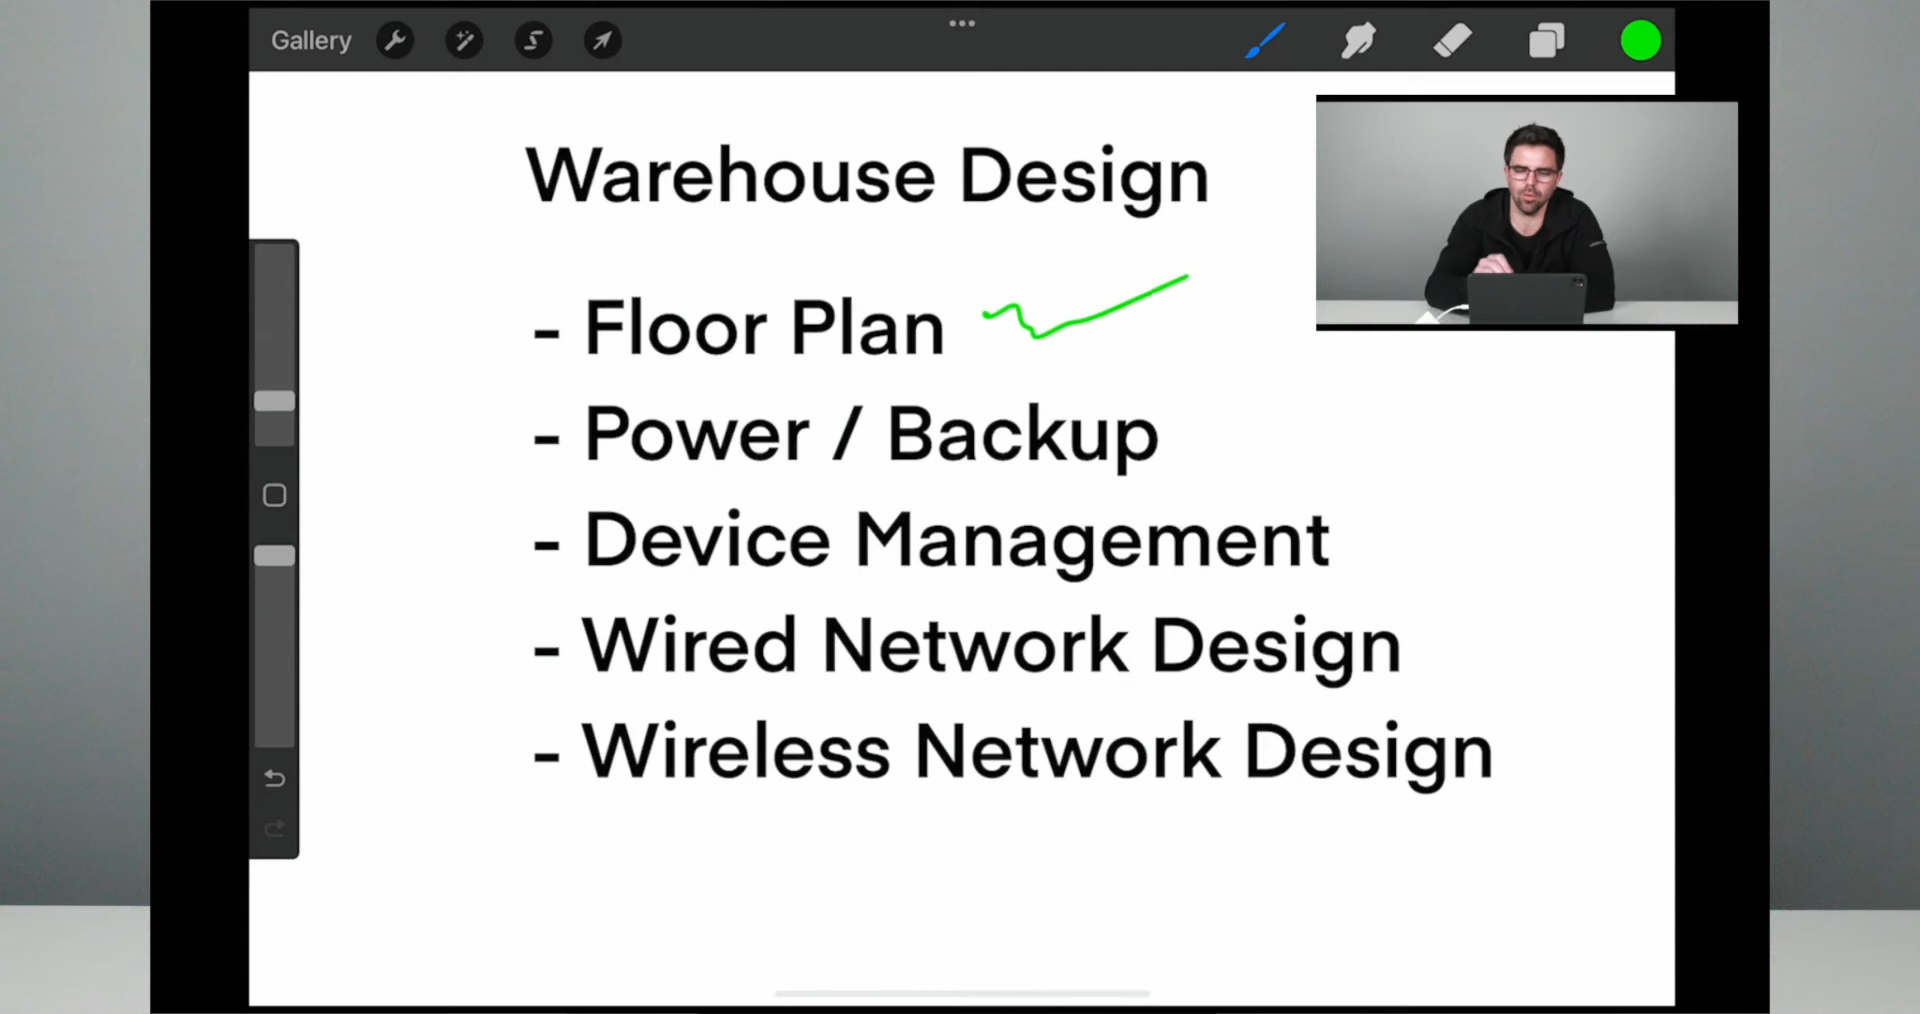 Gallery
Warehouse Design
- Floor Plan
- Power / Backup
- Device Management
- Wired Network Design
- Wireless Network Design